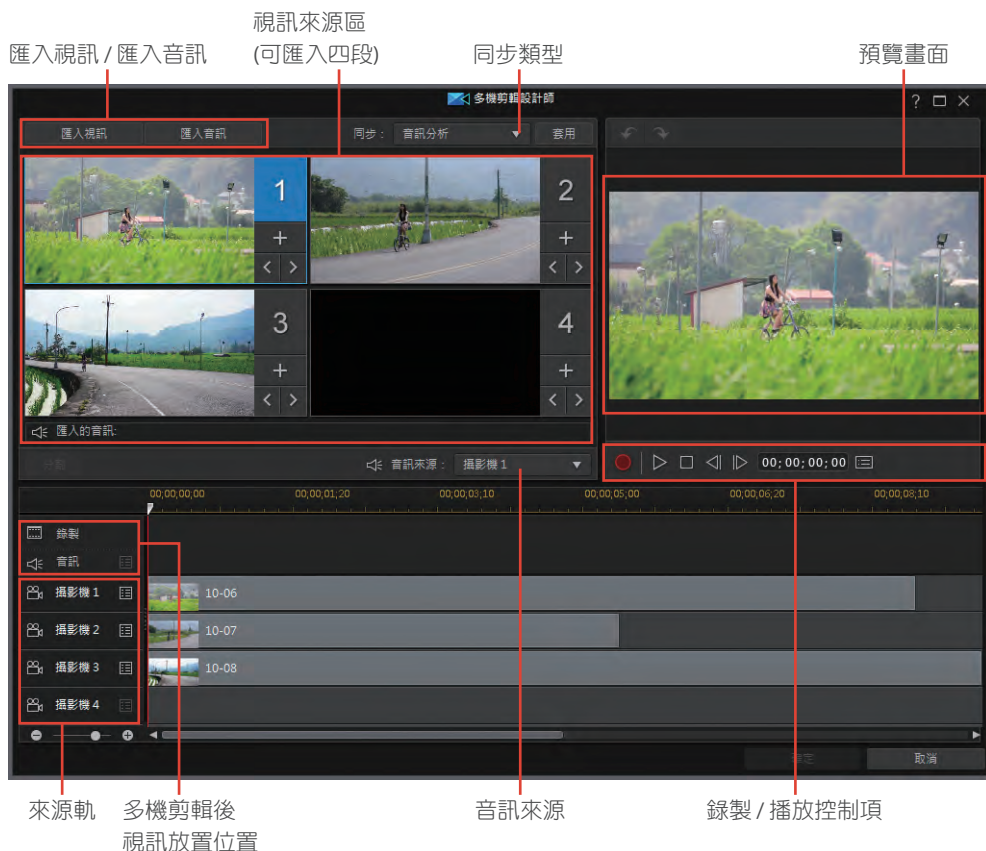 視訊來源區
匯入視訊 / 匯入音訊
(可匯入四段)
同步類型
預覽畫面
多機剪輯設計師
匯入視訊
匯入音訊
同步：
音訊分析
套用
1
2
3
4
匯入的音訊:
分割
音訊來源：
攝影機 1
00;00;00;00
00;00;00;00
00;00;01;20
00;00;03;10
00;00;05;00
00;00;06;20
00;00;08;10
錄製
音訊
攝影機 1
10-06
攝影機 2
10-07
攝影機 3
10-08
攝影機 4
確定
取消
來源軌
多機剪輯後
視訊放置位置
音訊來源
錄製 / 播放控制項